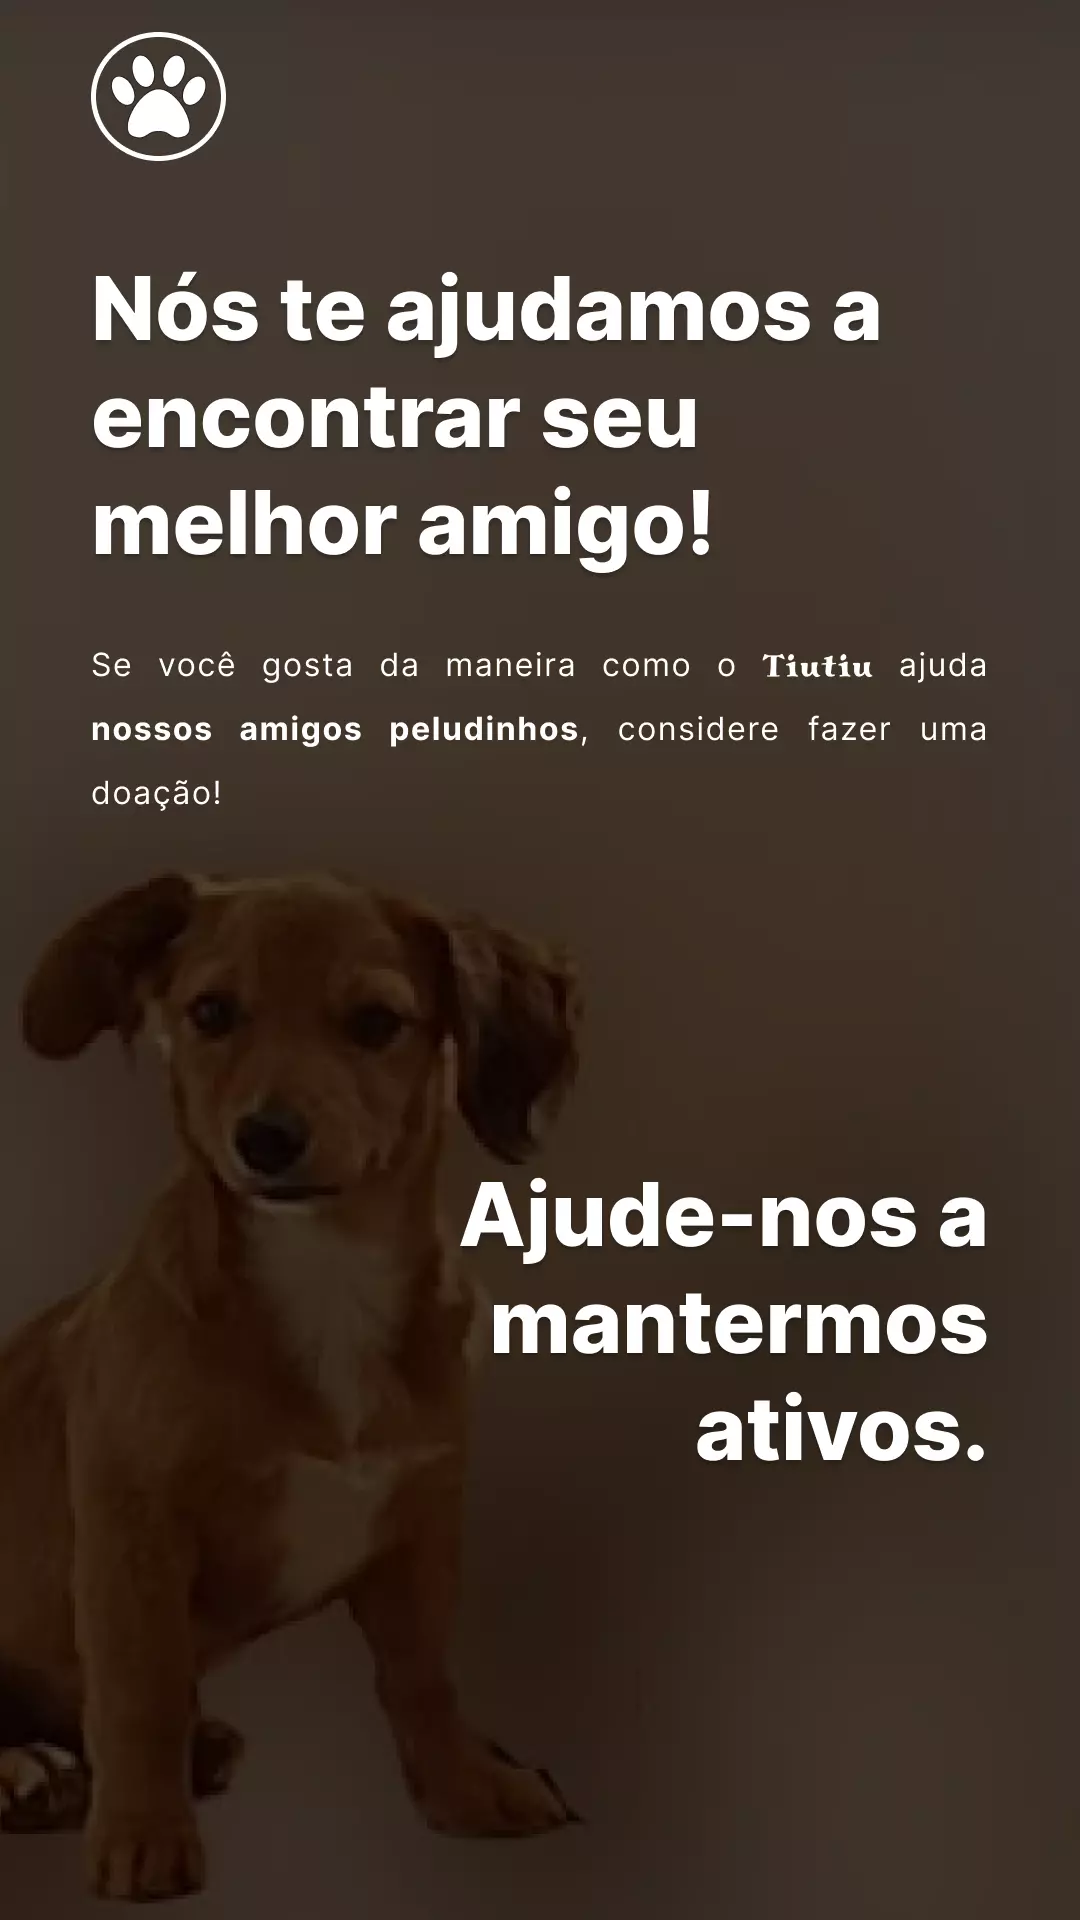 Nós te ajudamos a
encontrar seu
melhor amigo!
Se você gosta da maneira como o Tiutiu ajuda
nossos amigos peludinhos, considere fazer uma
doação!
Ajude-nos a
mantermos
ativos.